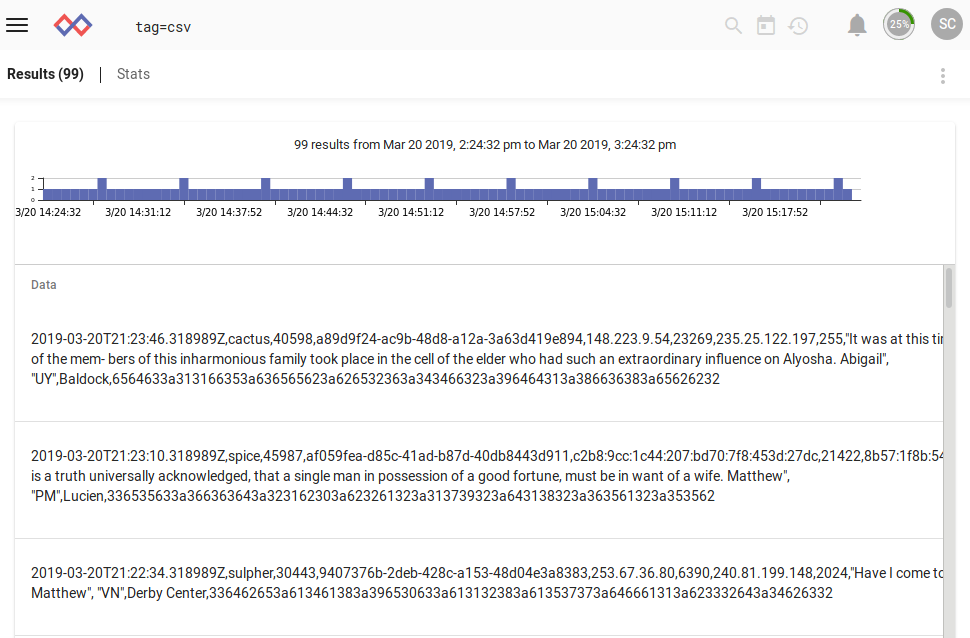 tag=csv
25%
SC
Results (99) | Stats
99 results from Mar 20 2019, 2:24:32 pm to Mar 20 2019, 3:24:32 pm
2
1
0
3/20 14:24:32 3/20 14:31:12 3/20 14:37:52 3/20 14:44:32 3/20 14:51:12 3/20 14:57:52 3/20 15:04:32 3/20 15:11:12 3/20 15:17:52
Data
2019-03-20T21:23:46.318989Z,cactus,40598,a89d9f24-ac9b-48d8-a12a-3a63d419e894,148.223.9.54,23269,235.25.122.197,255,"It was at this
of the mem- bers of this inharmonious family took place in the cell of the elder who had such an extraordinary influence on Alyosha. Abigail",
"UY",Baldock,6564633a313166353a636565623a626532363a343466323a396464313a386636383a65626232
2019-03-20T21:23:10.318989Z,spice,45987,af059fea-d85c-41ad-b87d-40db8443d911,c2b8:9cc:1c44:207:bd70:7f8:453d:27dc,21422,8b57:1f8b:54
is a truth universally acknowledged, that a single man in possession of a good fortune, must be in want of a wife. Matthew",
"PM",Lucien,336535633a366363643a323162303a623261323a313739323a643138323a363561323a353562
2019-03-20T21:22:34.318989Z,sulpher,30443,9407376b-2deb-428c-a153-48d04e3a8383,253.67.36.80,6390,240.81.199.148,2024,"Have I come to
Matthew", "VN",Derby Center,336462653a613461383a396530633a613132383a613537373a646661313a623332643a34626332